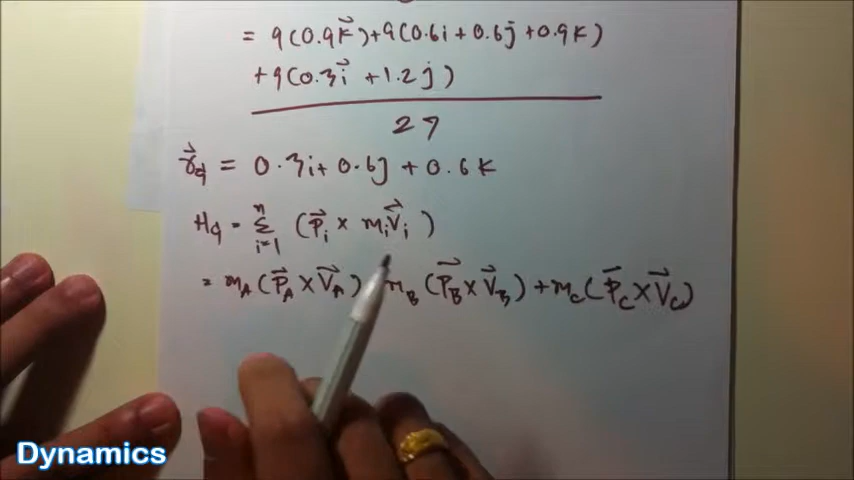 = 9(0.9k⃗)+9(0.6i+0.6j+0.9k)
+9(0.3i⃗+1.2j)
27
r⃗g = 0.3i+0.6j+0.6k
Hg = Σⁿᵢ₌₁ (P⃗ᵢ × mᵢV⃗ᵢ)
= mA(P⃗A×V⃗A) mB(P⃗B×V⃗B)+mC(P⃗C×V⃗C)
Dynamics